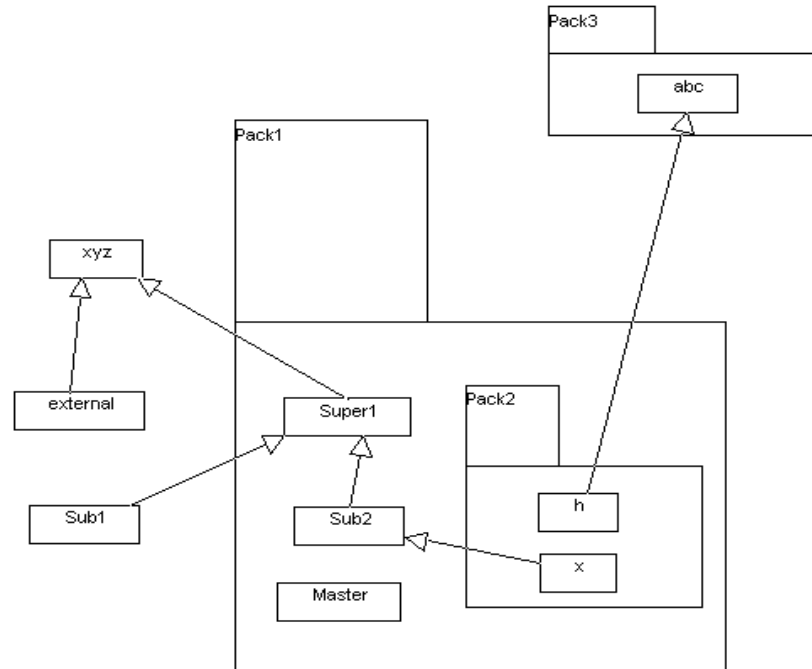 Pack3
abc
Pack1
xyz
external
Super1
Pack2
Sub1
Sub2
h
x
Master